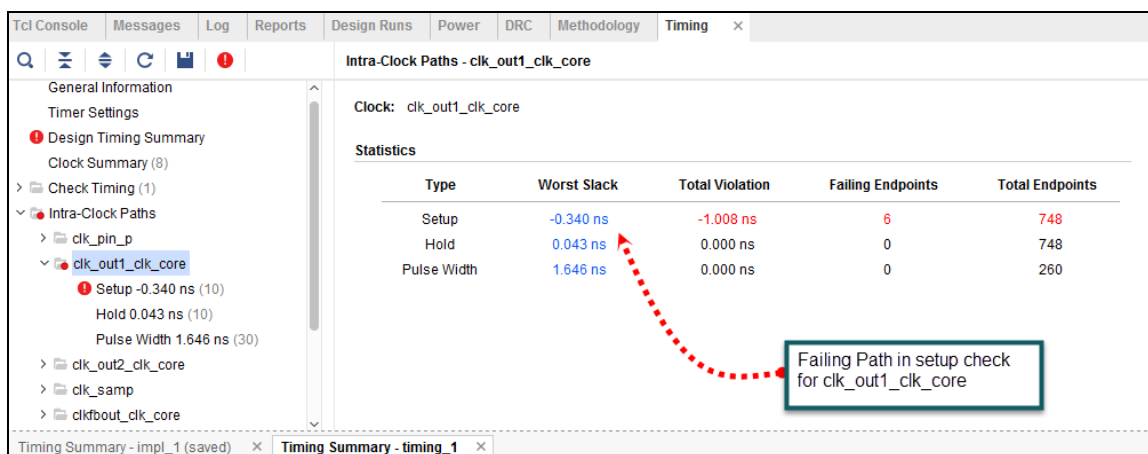 Tcl Console Messages Log Reports Design Runs Power DRC Methodology Timing ×
Intra-Clock Paths - clk_out1_clk_core
General Information
Timer Settings
Design Timing Summary
Clock Summary (8)
Check Timing (1)
Intra-Clock Paths
clk_pin_p
clk_out1_clk_core
Setup -0.340 ns (10)
Hold 0.043 ns (10)
Pulse Width 1.646 ns (30)
clk_out2_clk_core
clk_samp
clkfbout_clk_core
Clock: clk_out1_clk_core
Statistics
Type Worst Slack Total Violation Failing Endpoints Total Endpoints
Setup -0.340 ns -1.008 ns 6 748
Hold 0.043 ns 0.000 ns 0 748
Pulse Width 1.646 ns 0.000 ns 0 260
Failing Path in setup check
for clk_out1_clk_core
Timing Summary - impl_1 (saved) × Timing Summary - timing_1 ×